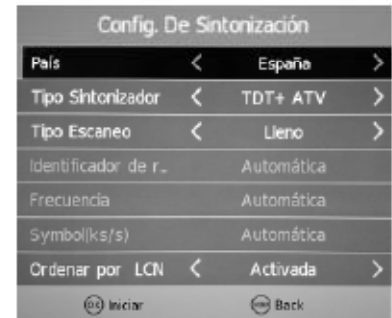 Config. De Sintonización
País < España >
Tipo Sintonizador < TDT+ ATV >
Tipo Escaneo < Lleno >
Identificador de r... Automática
Frecuencia Automática
Symbol(ks/s) Automática
Ordenar por LCN < Activada >
OK Iniciar Back